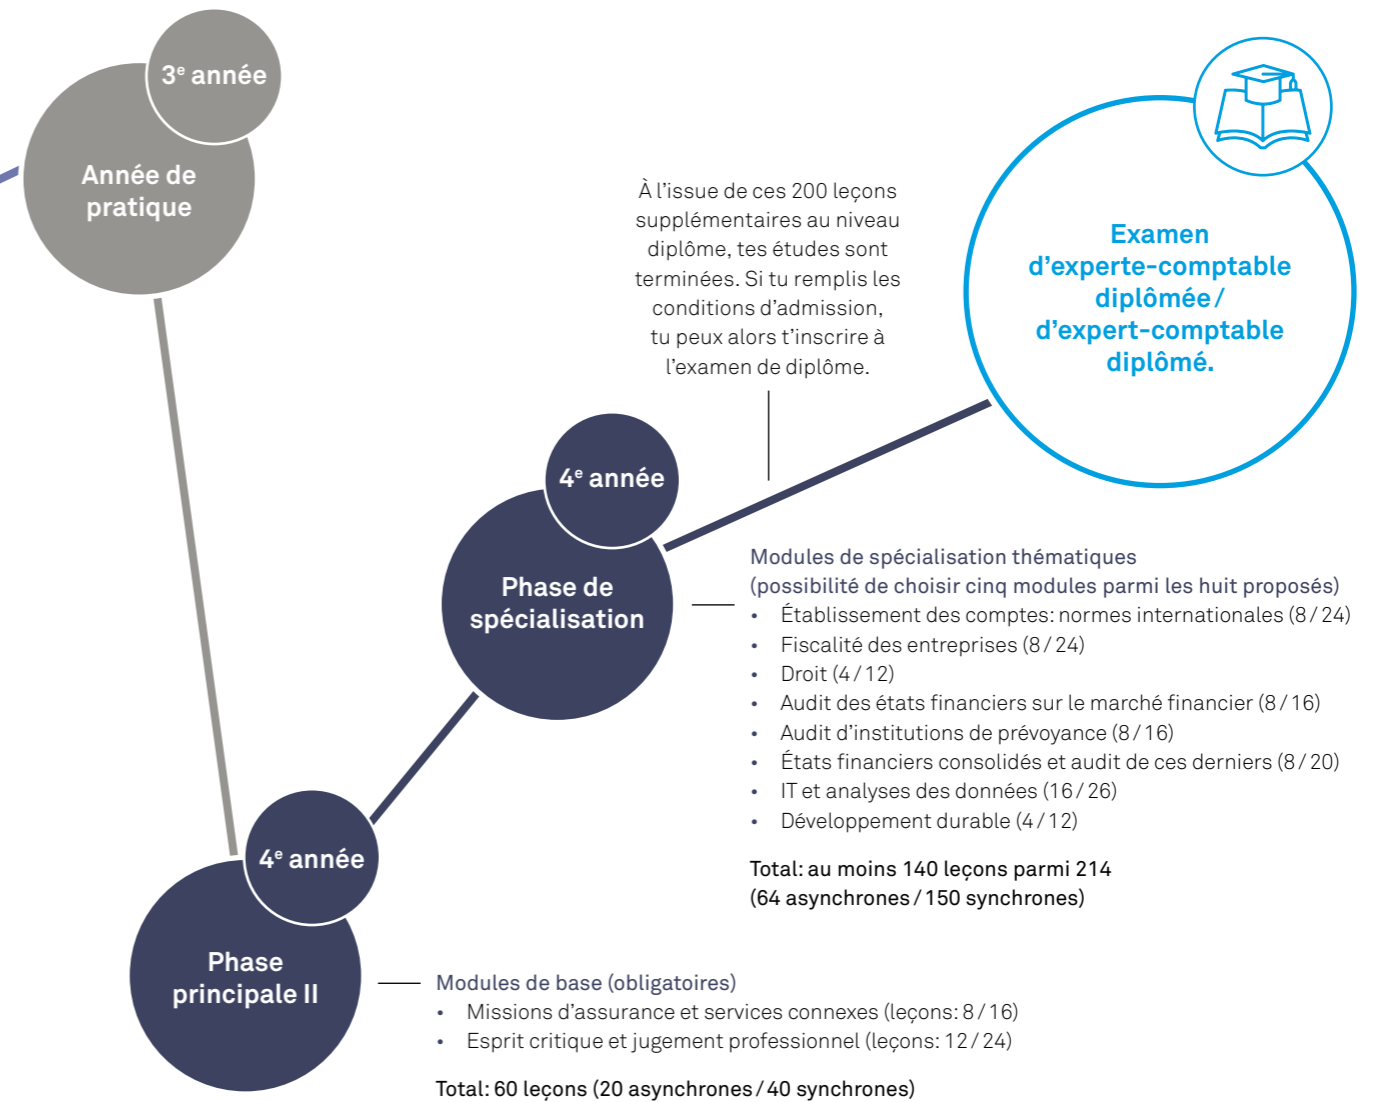 3e année
Année de
pratique
À l’issue de ces 200 leçons
supplémentaires au niveau
diplôme, tes études sont
terminées. Si tu remplis les
conditions d’admission,
tu peux alors t’inscrire à
l’examen de diplôme.
Examen
d’experte-comptable
diplômée /
d’expert-comptable
diplômé.
4e année
Phase de
spécialisation
Modules de spécialisation thématiques
(possibilité de choisir cinq modules parmi les huit proposés)
• Établissement des comptes: normes internationales (8 / 24)
• Fiscalité des entreprises (8 / 24)
• Droit (4 / 12)
• Audit des états financiers sur le marché financier (8 / 16)
• Audit d’institutions de prévoyance (8 / 16)
• États financiers consolidés et audit de ces derniers (8 / 20)
• IT et analyses des données (16 / 26)
• Développement durable (4 / 12)
Total: au moins 140 leçons parmi 214
(64 asynchrones / 150 synchrones)
4e année
Phase
principale II
Modules de base (obligatoires)
• Missions d’assurance et services connexes (leçons: 8 / 16)
• Esprit critique et jugement professionnel (leçons: 12 / 24)
Total: 60 leçons (20 asynchrones / 40 synchrones)